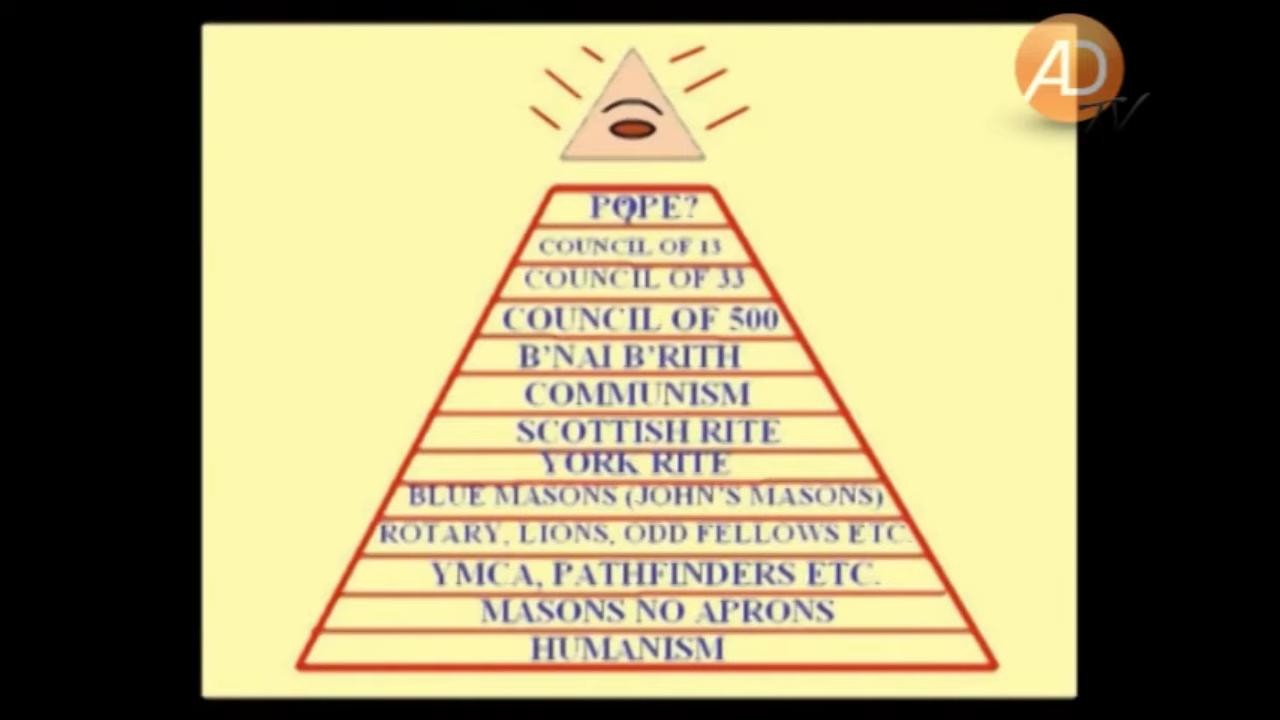 AD
TV
POPE?
COUNCIL OF 13
COUNCIL OF 33
COUNCIL OF 500
B'NAI B'RITH
COMMUNISM
SCOTTISH RITE
YORK RITE
BLUE MASONS (JOHN'S MASONS)
ROTARY, LIONS, ODD FELLOWS ETC.
YMCA, PATHFINDERS ETC.
MASONS NO APRONS
HUMANISM